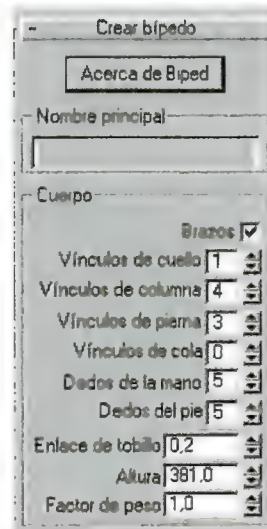 - Crear bípedo
Acerca de Biped
Nombre principal
Cuerpo
Brazos
Vínculos de cuello 1
Vínculos de columna 4
Vínculos de pierna 3
Vínculos de cola 0
Dedos de la mano 5
Dedos del pie 5
Enlace de tobillo 0,2
Altura 381,0
Factor de peso 1,0